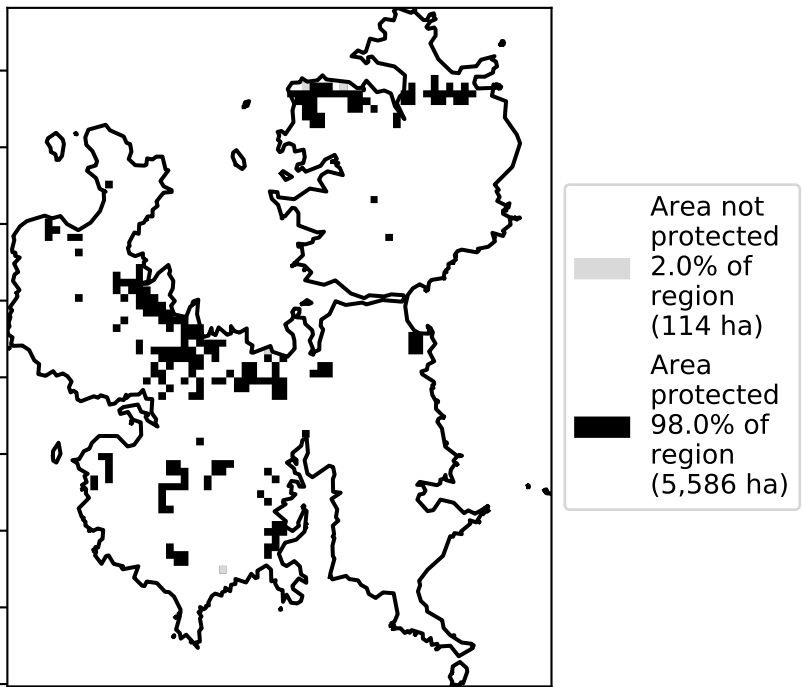 Area not
protected
2.0% of
region
(114 ha)
Area
protected
98.0% of
region
(5,586 ha)